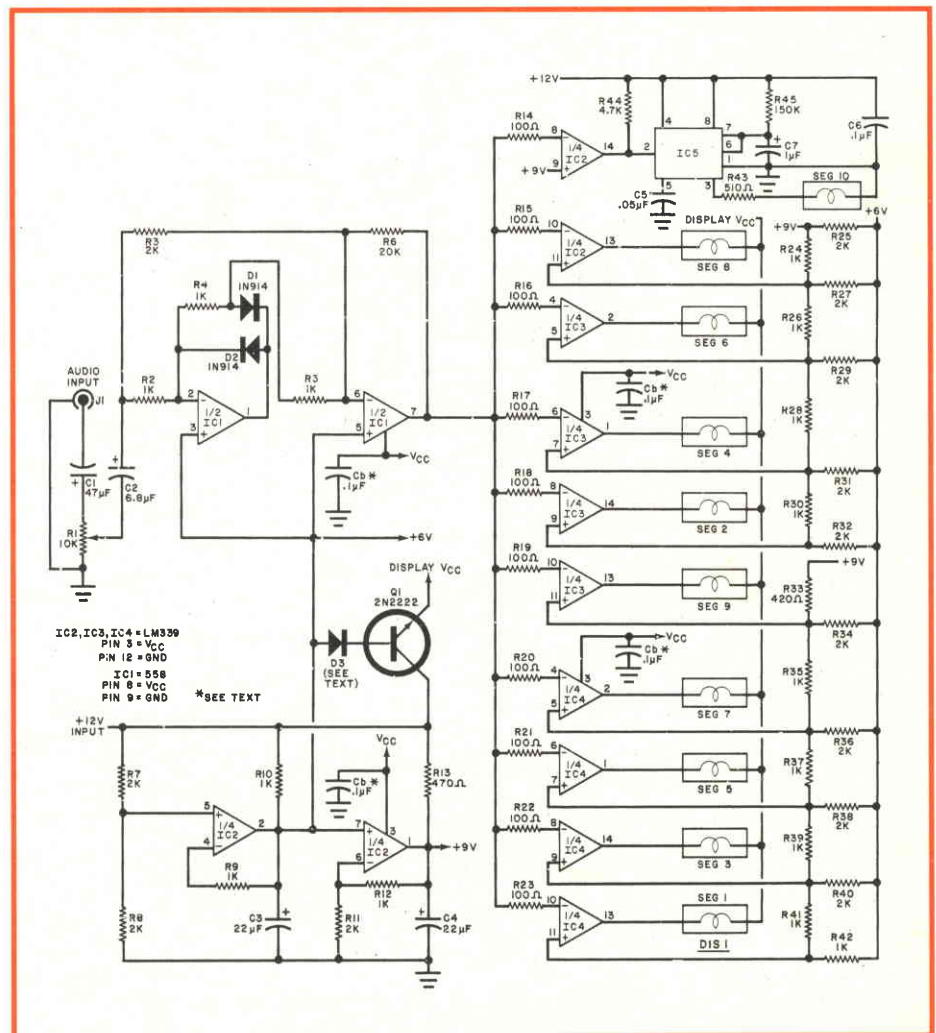 +12V
R44
4.7K
R45
150K
R14
100Ω
8
1/4
IC2
14
+9V
9
4
8
2
IC5
7
6
1
5
3
C7
1µF
C6
.1µF
C5
.05µF
R43
510Ω
SEG 10
+6V
R15
100Ω
10
1/4
IC2
13
11
DISPLAY VCC
SEG 8
+9V
R24
1K
R25
2K
R27
2K
R16
100Ω
4
1/4
IC3
2
5
SEG 6
R26
1K
R29
2K
R17
100Ω
6
1/4
IC3
3
1
7
Cb*
.1µF
VCC
SEG 4
R28
1K
R31
2K
R18
100Ω
8
1/4
IC3
14
9
SEG 2
R30
1K
R32
2K
R19
100Ω
10
1/4
IC3
13
11
SEG 9
+9V
R33
420Ω
R34
2K
R20
100Ω
4
1/4
IC4
3
2
5
Cb*
.1µF
VCC
SEG 7
R35
1K
R36
2K
R21
100Ω
6
1/4
IC4
1
7
SEG 5
R37
1K
R38
2K
R22
100Ω
8
1/4
IC4
14
9
SEG 3
R39
1K
R40
2K
R23
100Ω
10
1/4
IC4
13
11
SEG 1
DIS 1
R41
1K
R42
1K
R3
2K
R6
20K
R4
1K
D1
1N914
D2
1N914
AUDIO
INPUT
J1
R2
1K
2
1/2
IC1
1
3
R3
1K
6
1/2
IC1
7
5
VCC
Cb*
.1µF
C1
47µF
C2
6.8µF
R1
10K
+6V
DISPLAY VCC
Q1
2N2222
D3
(SEE
TEXT)
IC2,IC3,IC4=LM339
PIN 3=VCC
PIN 12=GND
IC1=558
PIN 8=VCC
PIN 9=GND
*SEE TEXT
+12V
INPUT
R7
2K
R10
1K
VCC
Cb*
.1µF
R13
470Ω
5
1/4
IC2
2
4
7
1/4
IC2
3
1
6
+9V
R9
1K
R12
1K
R8
2K
C3
22µF
R11
2K
C4
22µF